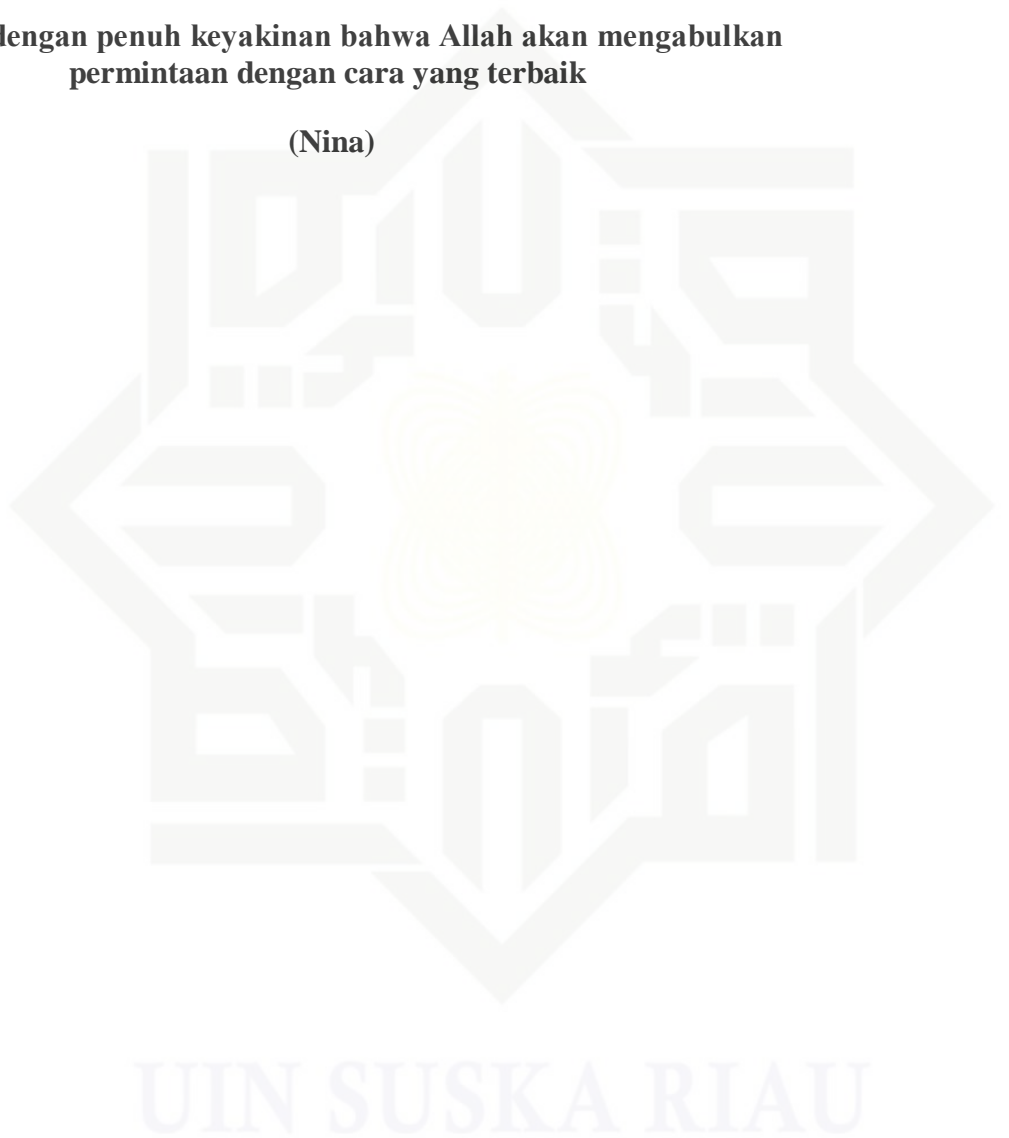 dengan penuh keyakinan bahwa Allah akan mengabulkan
permintaan dengan cara yang terbaik
(Nina)
UIN SUSKA RIAU